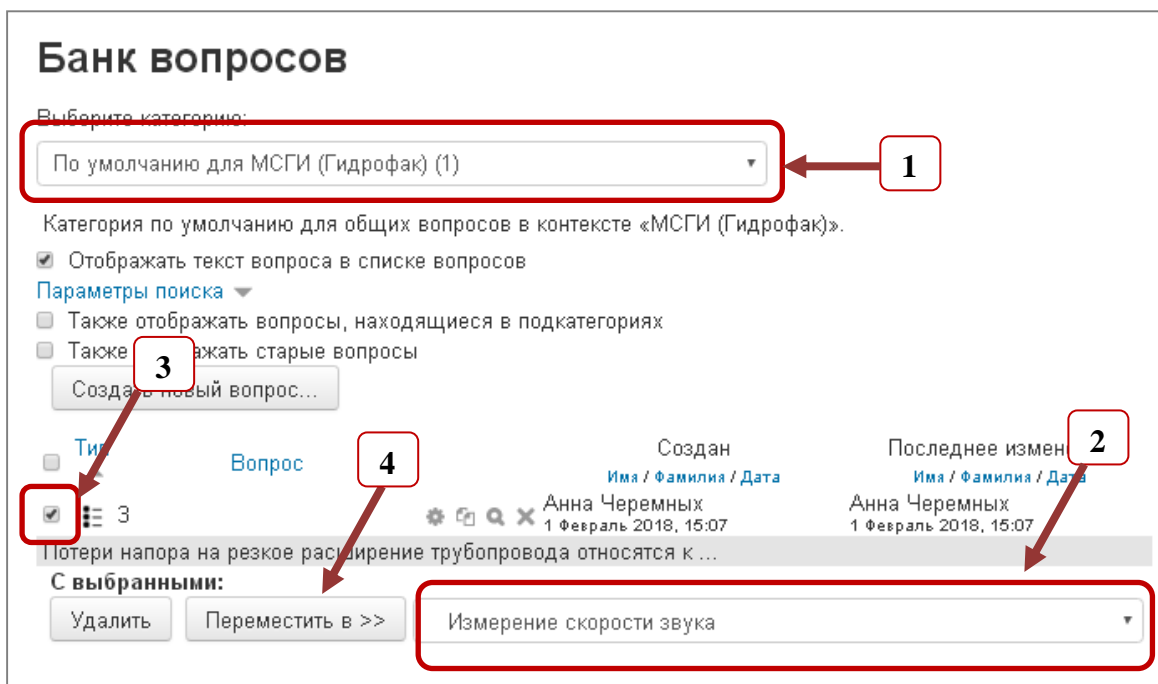 Банк вопросов
Выберите категорию:
По умолчанию для МСГИ (Гидрофак) (1)
1
Категория по умолчанию для общих вопросов в контексте «МСГИ (Гидрофак)».
Отображать текст вопроса в списке вопросов
Параметры поиска
Также отображать вопросы, находящиеся в подкатегориях
Также ажать старые вопросы
3
Созда новый вопрос...
Тип Вопрос 4 Создан Последнее измен 2
Имя / Фамилия / Дата Имя / Фамилия / Дата
3 Анна Черемных Анна Черемных
1 Февраль 2018, 15:07 1 Февраль 2018, 15:07
Потери напора на резкое расширение трубопровода относятся к ...
С выбранными:
Удалить Переместить в >> Измерение скорости звука